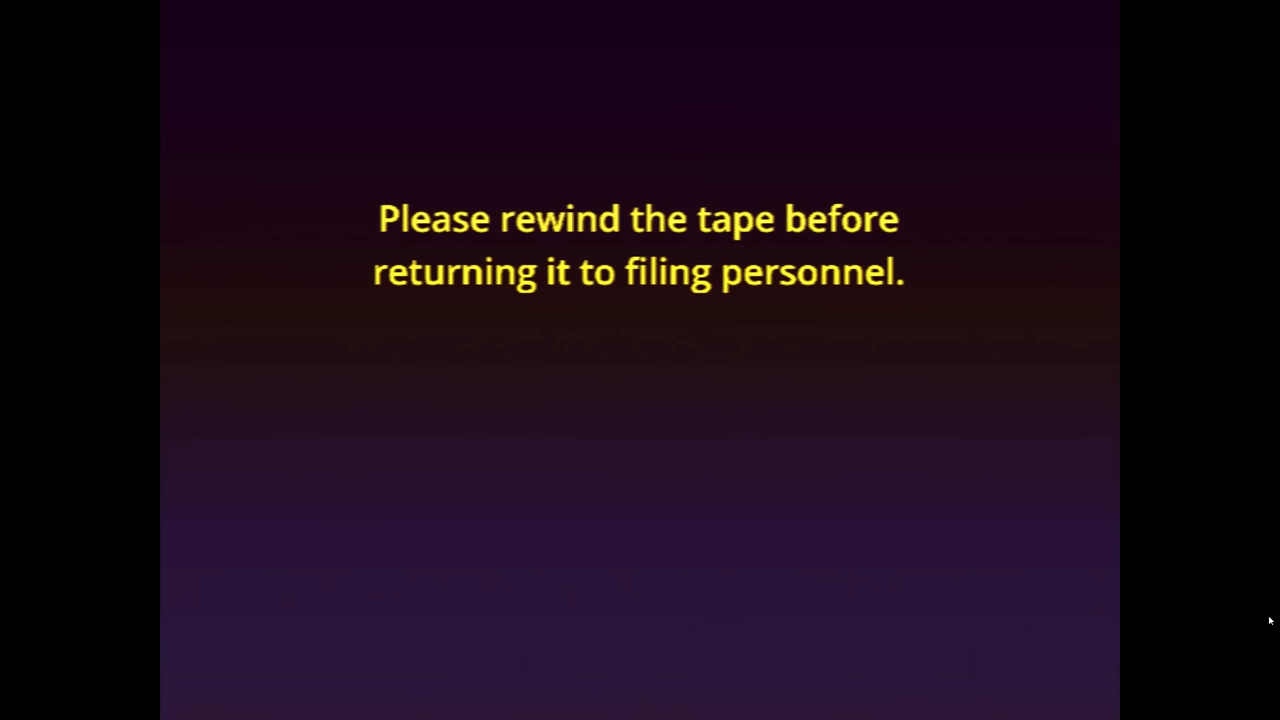 Please rewind the tape before
returning it to filing personnel.